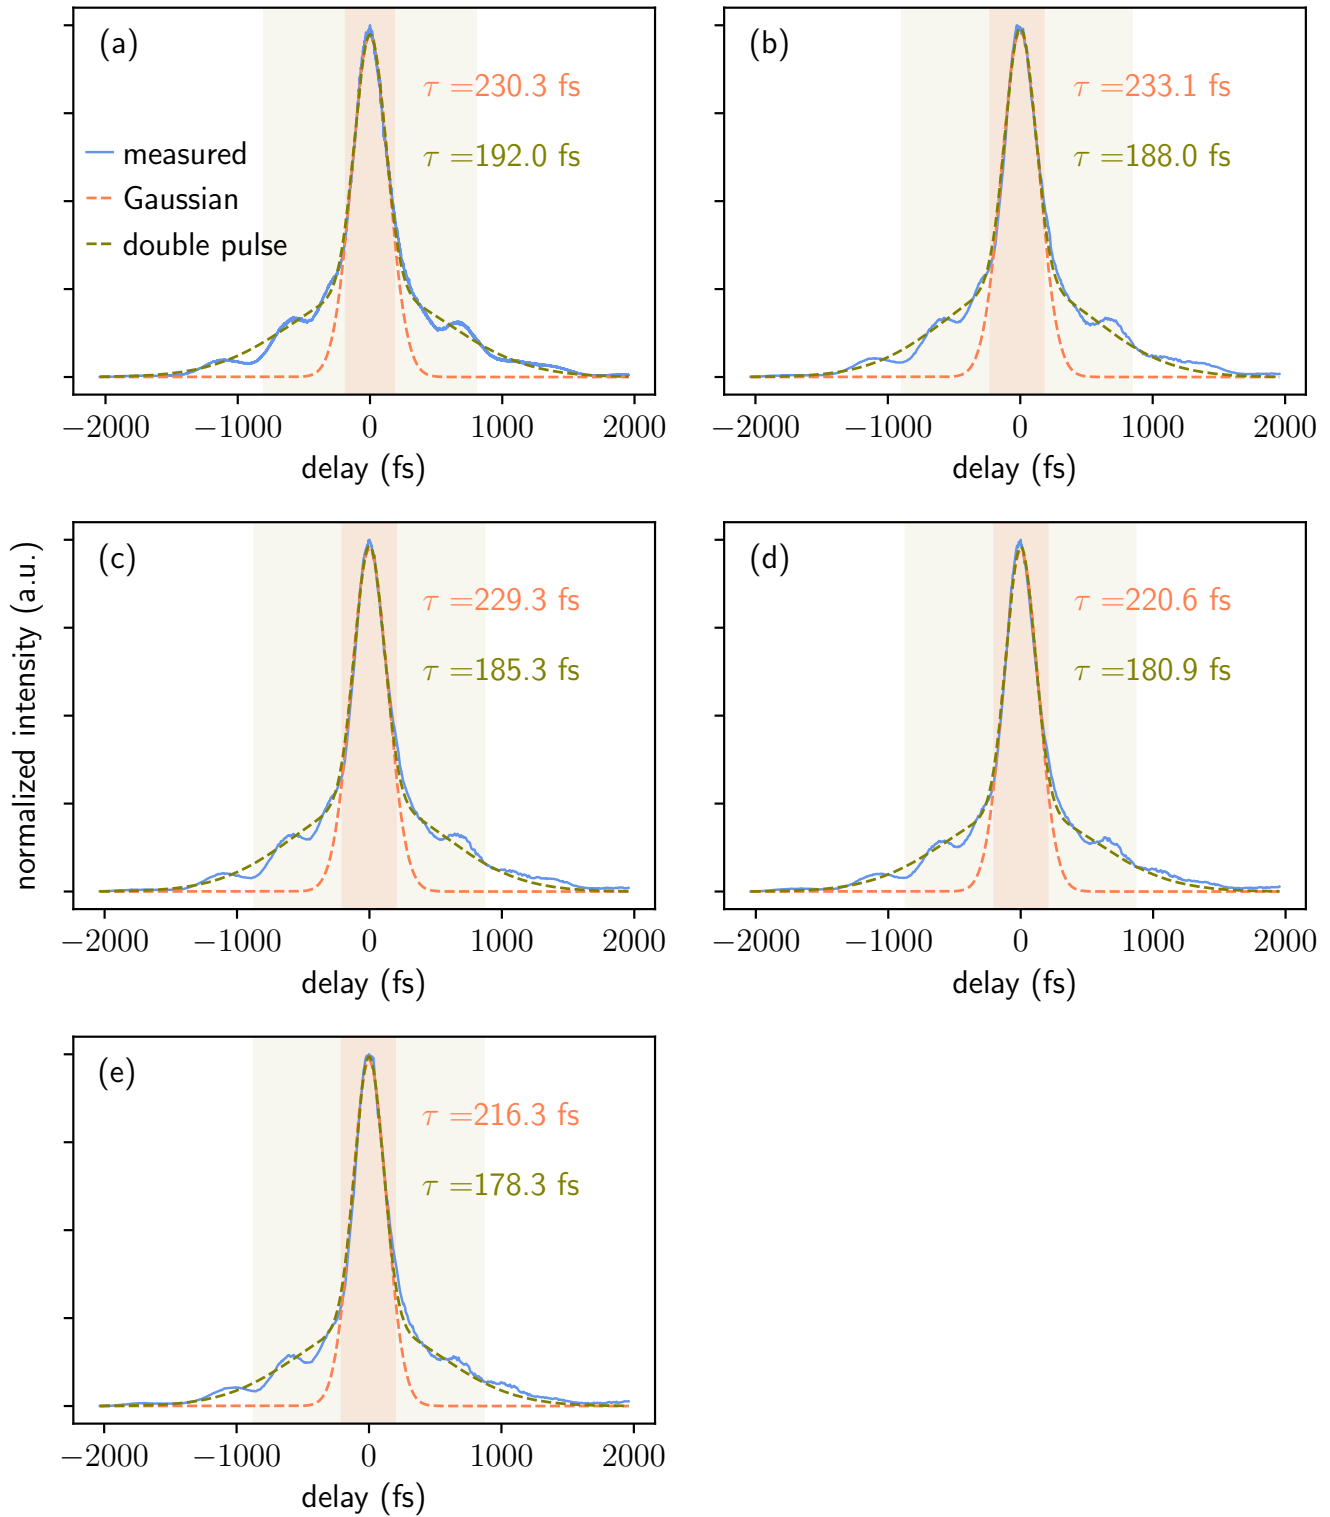 (a)
τ =230.3 fs
τ =192.0 fs
measured
Gaussian
double pulse
−2000 −1000 0 1000 2000
delay (fs)
(b)
τ =233.1 fs
τ =188.0 fs
−2000 −1000 0 1000 2000
delay (fs)
normalized intensity (a.u.)
(c)
τ =229.3 fs
τ =185.3 fs
−2000 −1000 0 1000 2000
delay (fs)
(d)
τ =220.6 fs
τ =180.9 fs
−2000 −1000 0 1000 2000
delay (fs)
(e)
τ =216.3 fs
τ =178.3 fs
−2000 −1000 0 1000 2000
delay (fs)